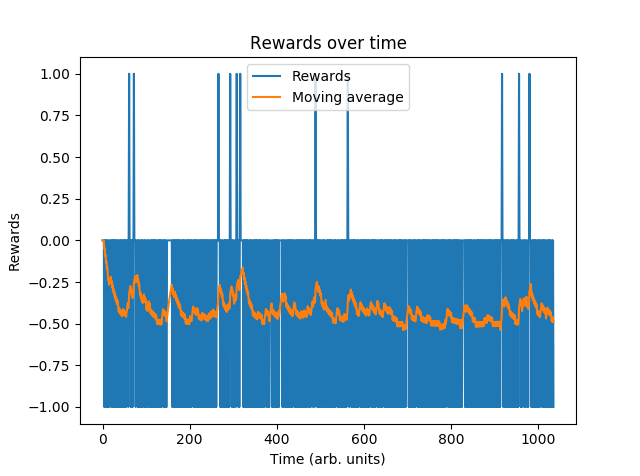 Rewards over time
Rewards
Moving average
1.00
0.75
0.50
0.25
0.00
−0.25
−0.50
−0.75
−1.00
Rewards
0 200 400 600 800 1000
Time (arb. units)